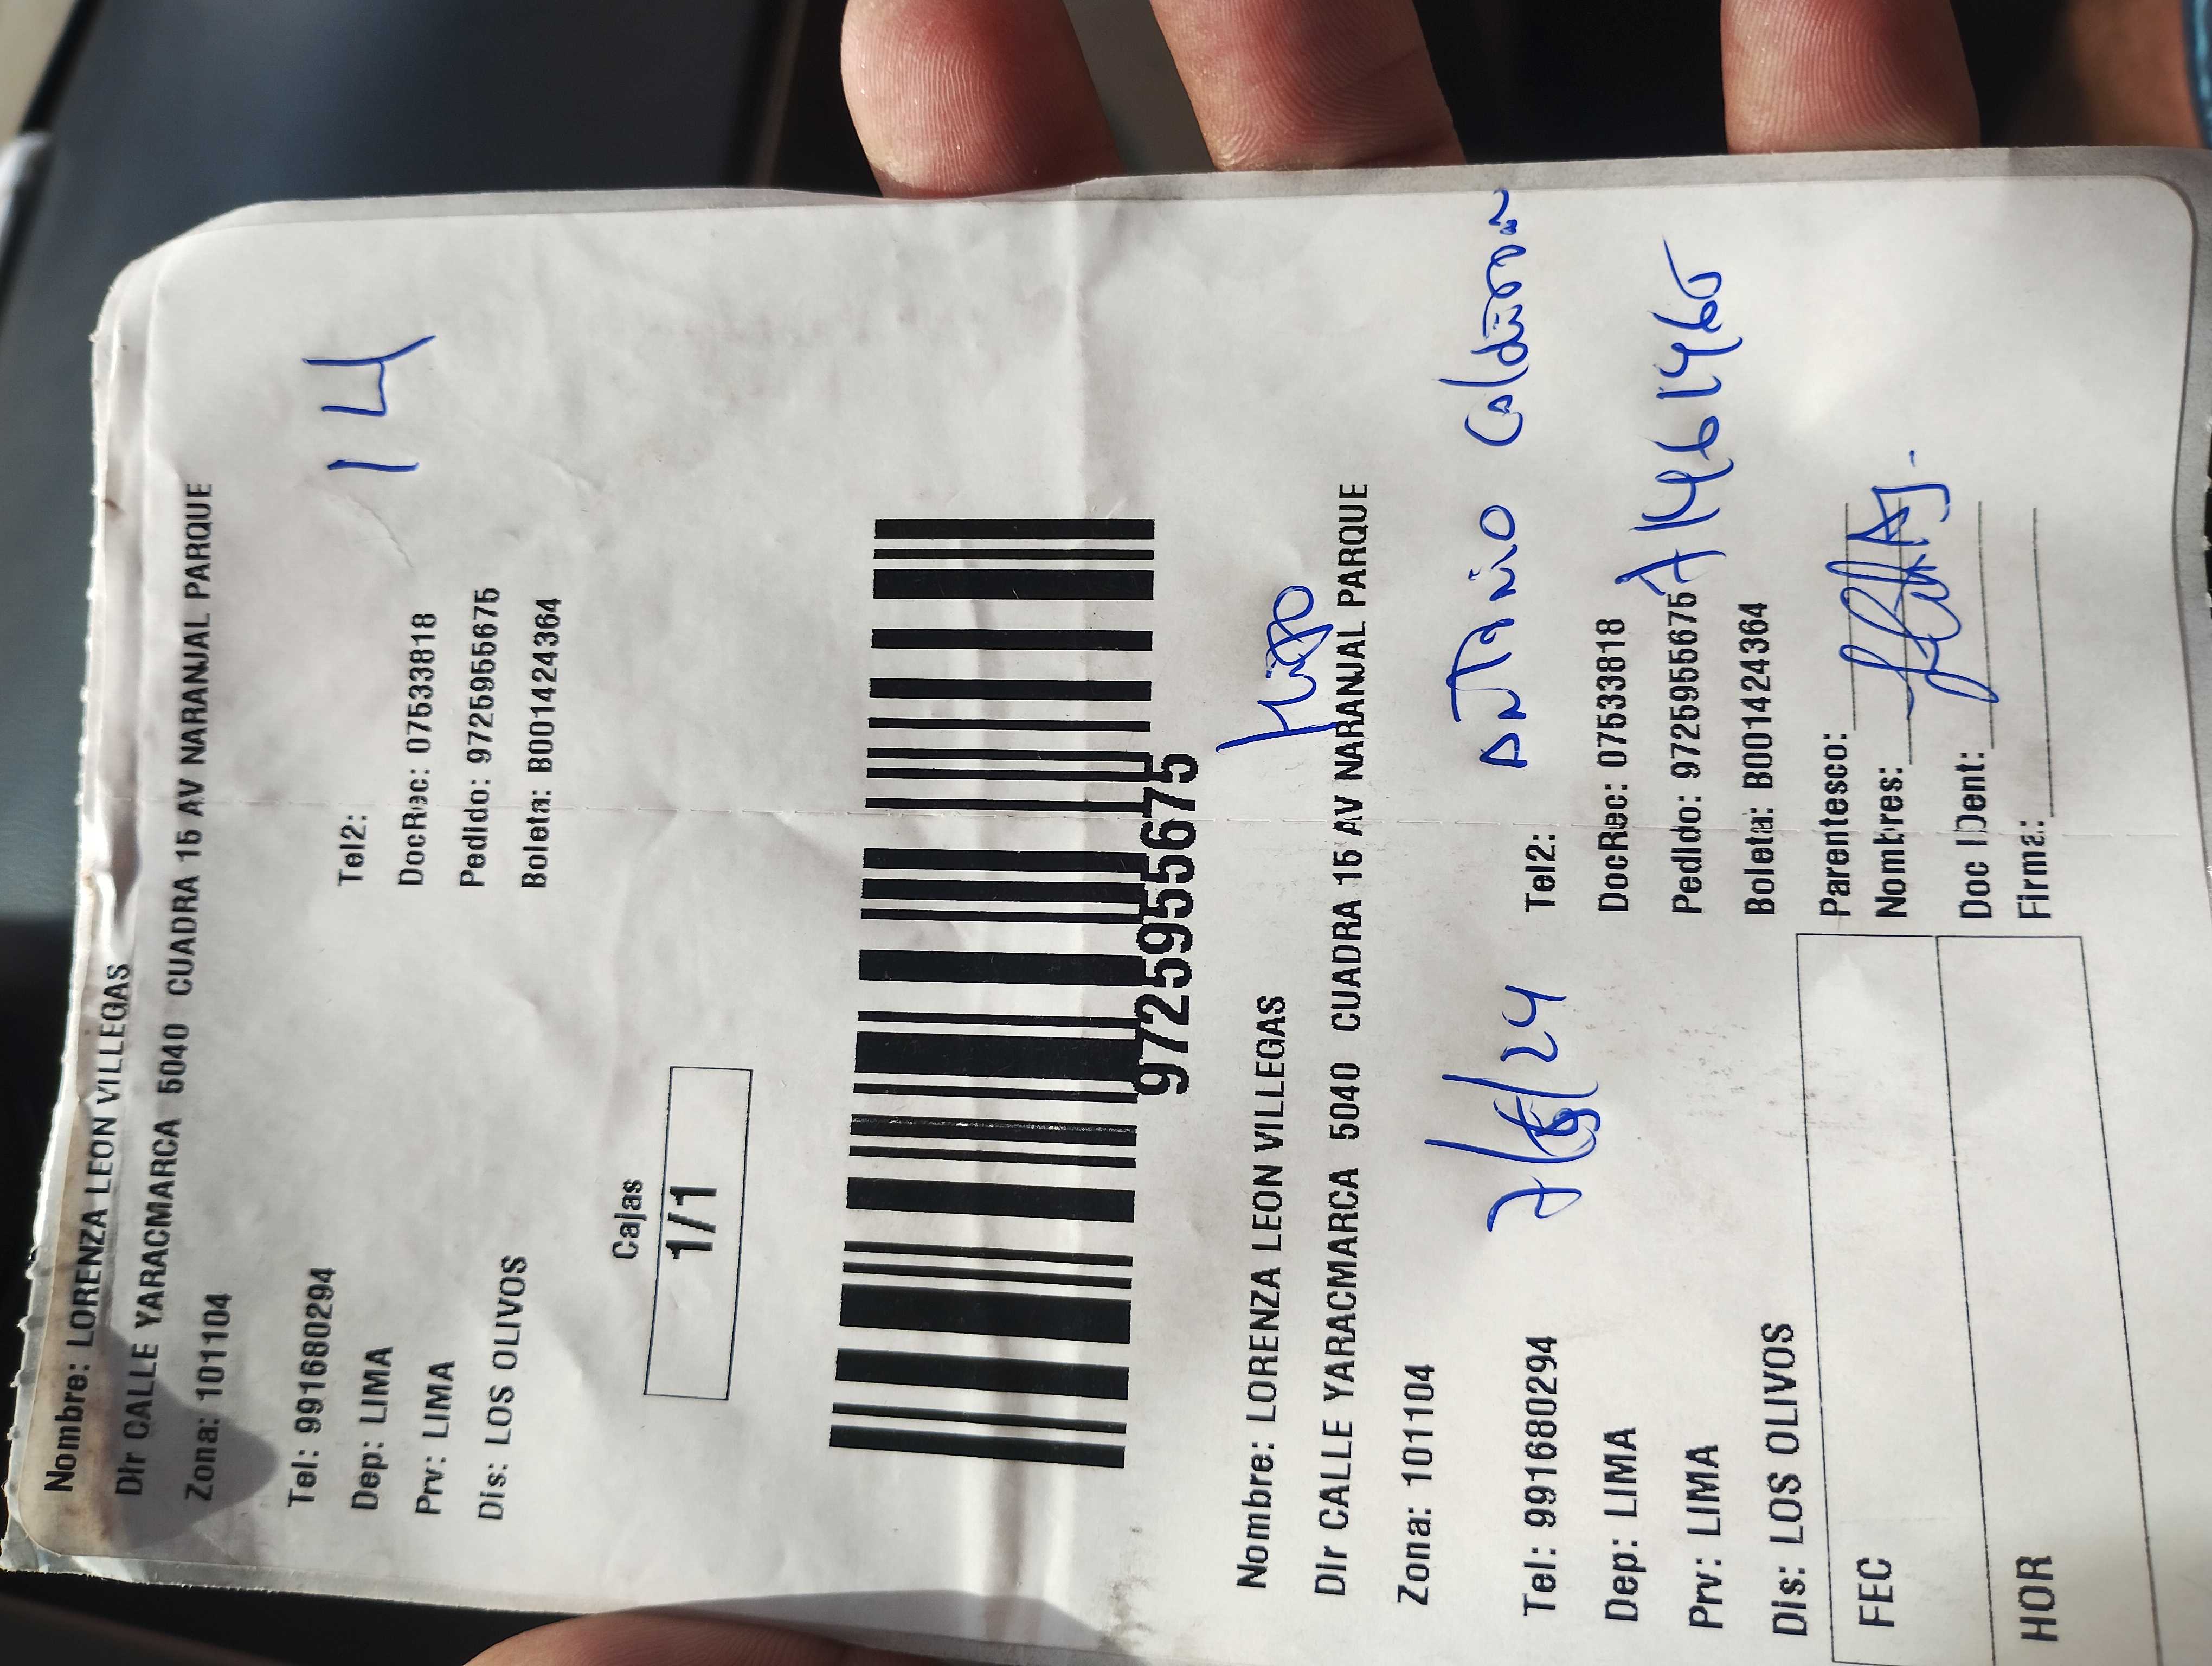 Nombre: LORENZA LEON VILLEGAS
Dir CALLE YARACMARCA 5040 CUADRA 15 AV NARANJAL PARQUE
Zona: 101104
14
Tel: 991680294 Tel2:
Dep: LIMA DocRec: 07533818
Prv: LIMA Pedido: 9725955675
Dis: LOS OLIVOS Boleta: B001424364
Cajas
1/1
9725955675
Nombre: LORENZA LEON VILLEGAS
Dir CALLE YARACMARCA 5040 CUADRA 15 AV NARANJAL PARQUE
Zona: 101104
7/6/24
Tel: 991680294 Tel2:
Dep: LIMA DocRec: 07533818
Prv: LIMA Pedido: 9725955675
Dis: LOS OLIVOS Boleta: B001424364
FEC Parentesco:
Nombres:
HOR Doc IDent:
Firma: